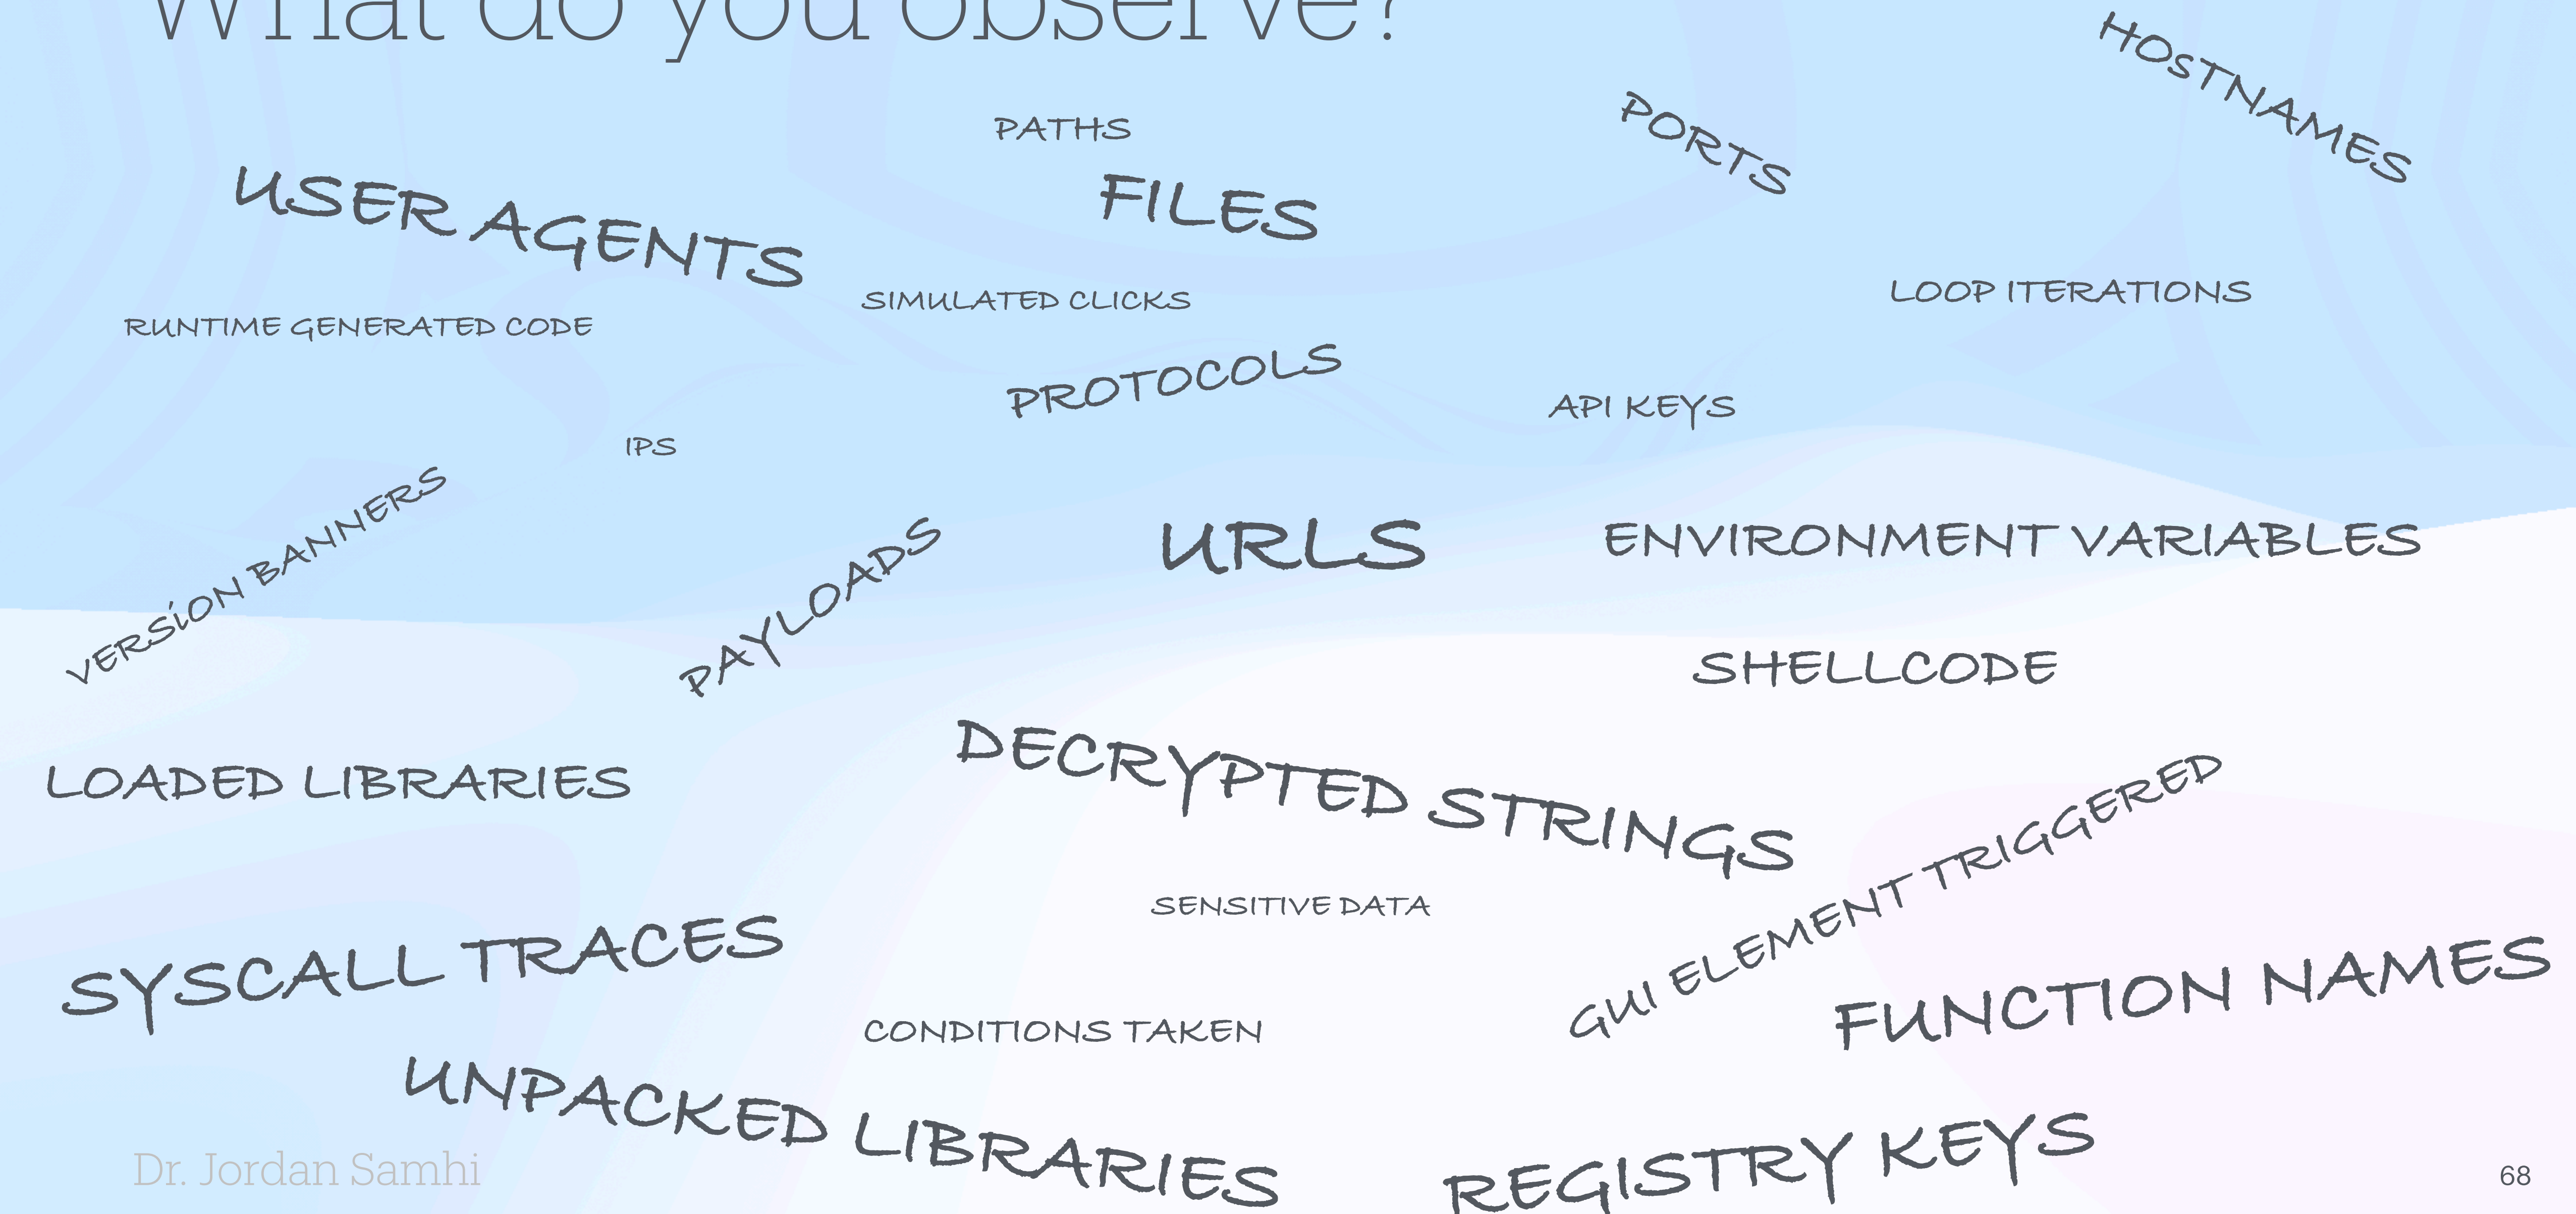 What do you observe?
HOSTNAMES
PATHS
PORTS
USER AGENTS
FILES
SIMULATED CLICKS
LOOP ITERATIONS
RUNTIME GENERATED CODE
PROTOCOLS
API KEYS
IPS
VERSION BANNERS
PAYLOADS
URLS
ENVIRONMENT VARIABLES
SHELLCODE
LOADED LIBRARIES
DECRYPTED STRINGS
GUI ELEMENT TRIGGERED
SENSITIVE DATA
SYSCALL TRACES
FUNCTION NAMES
CONDITIONS TAKEN
UNPACKED LIBRARIES
REGISTRY KEYS
Dr. Jordan Samhi
68